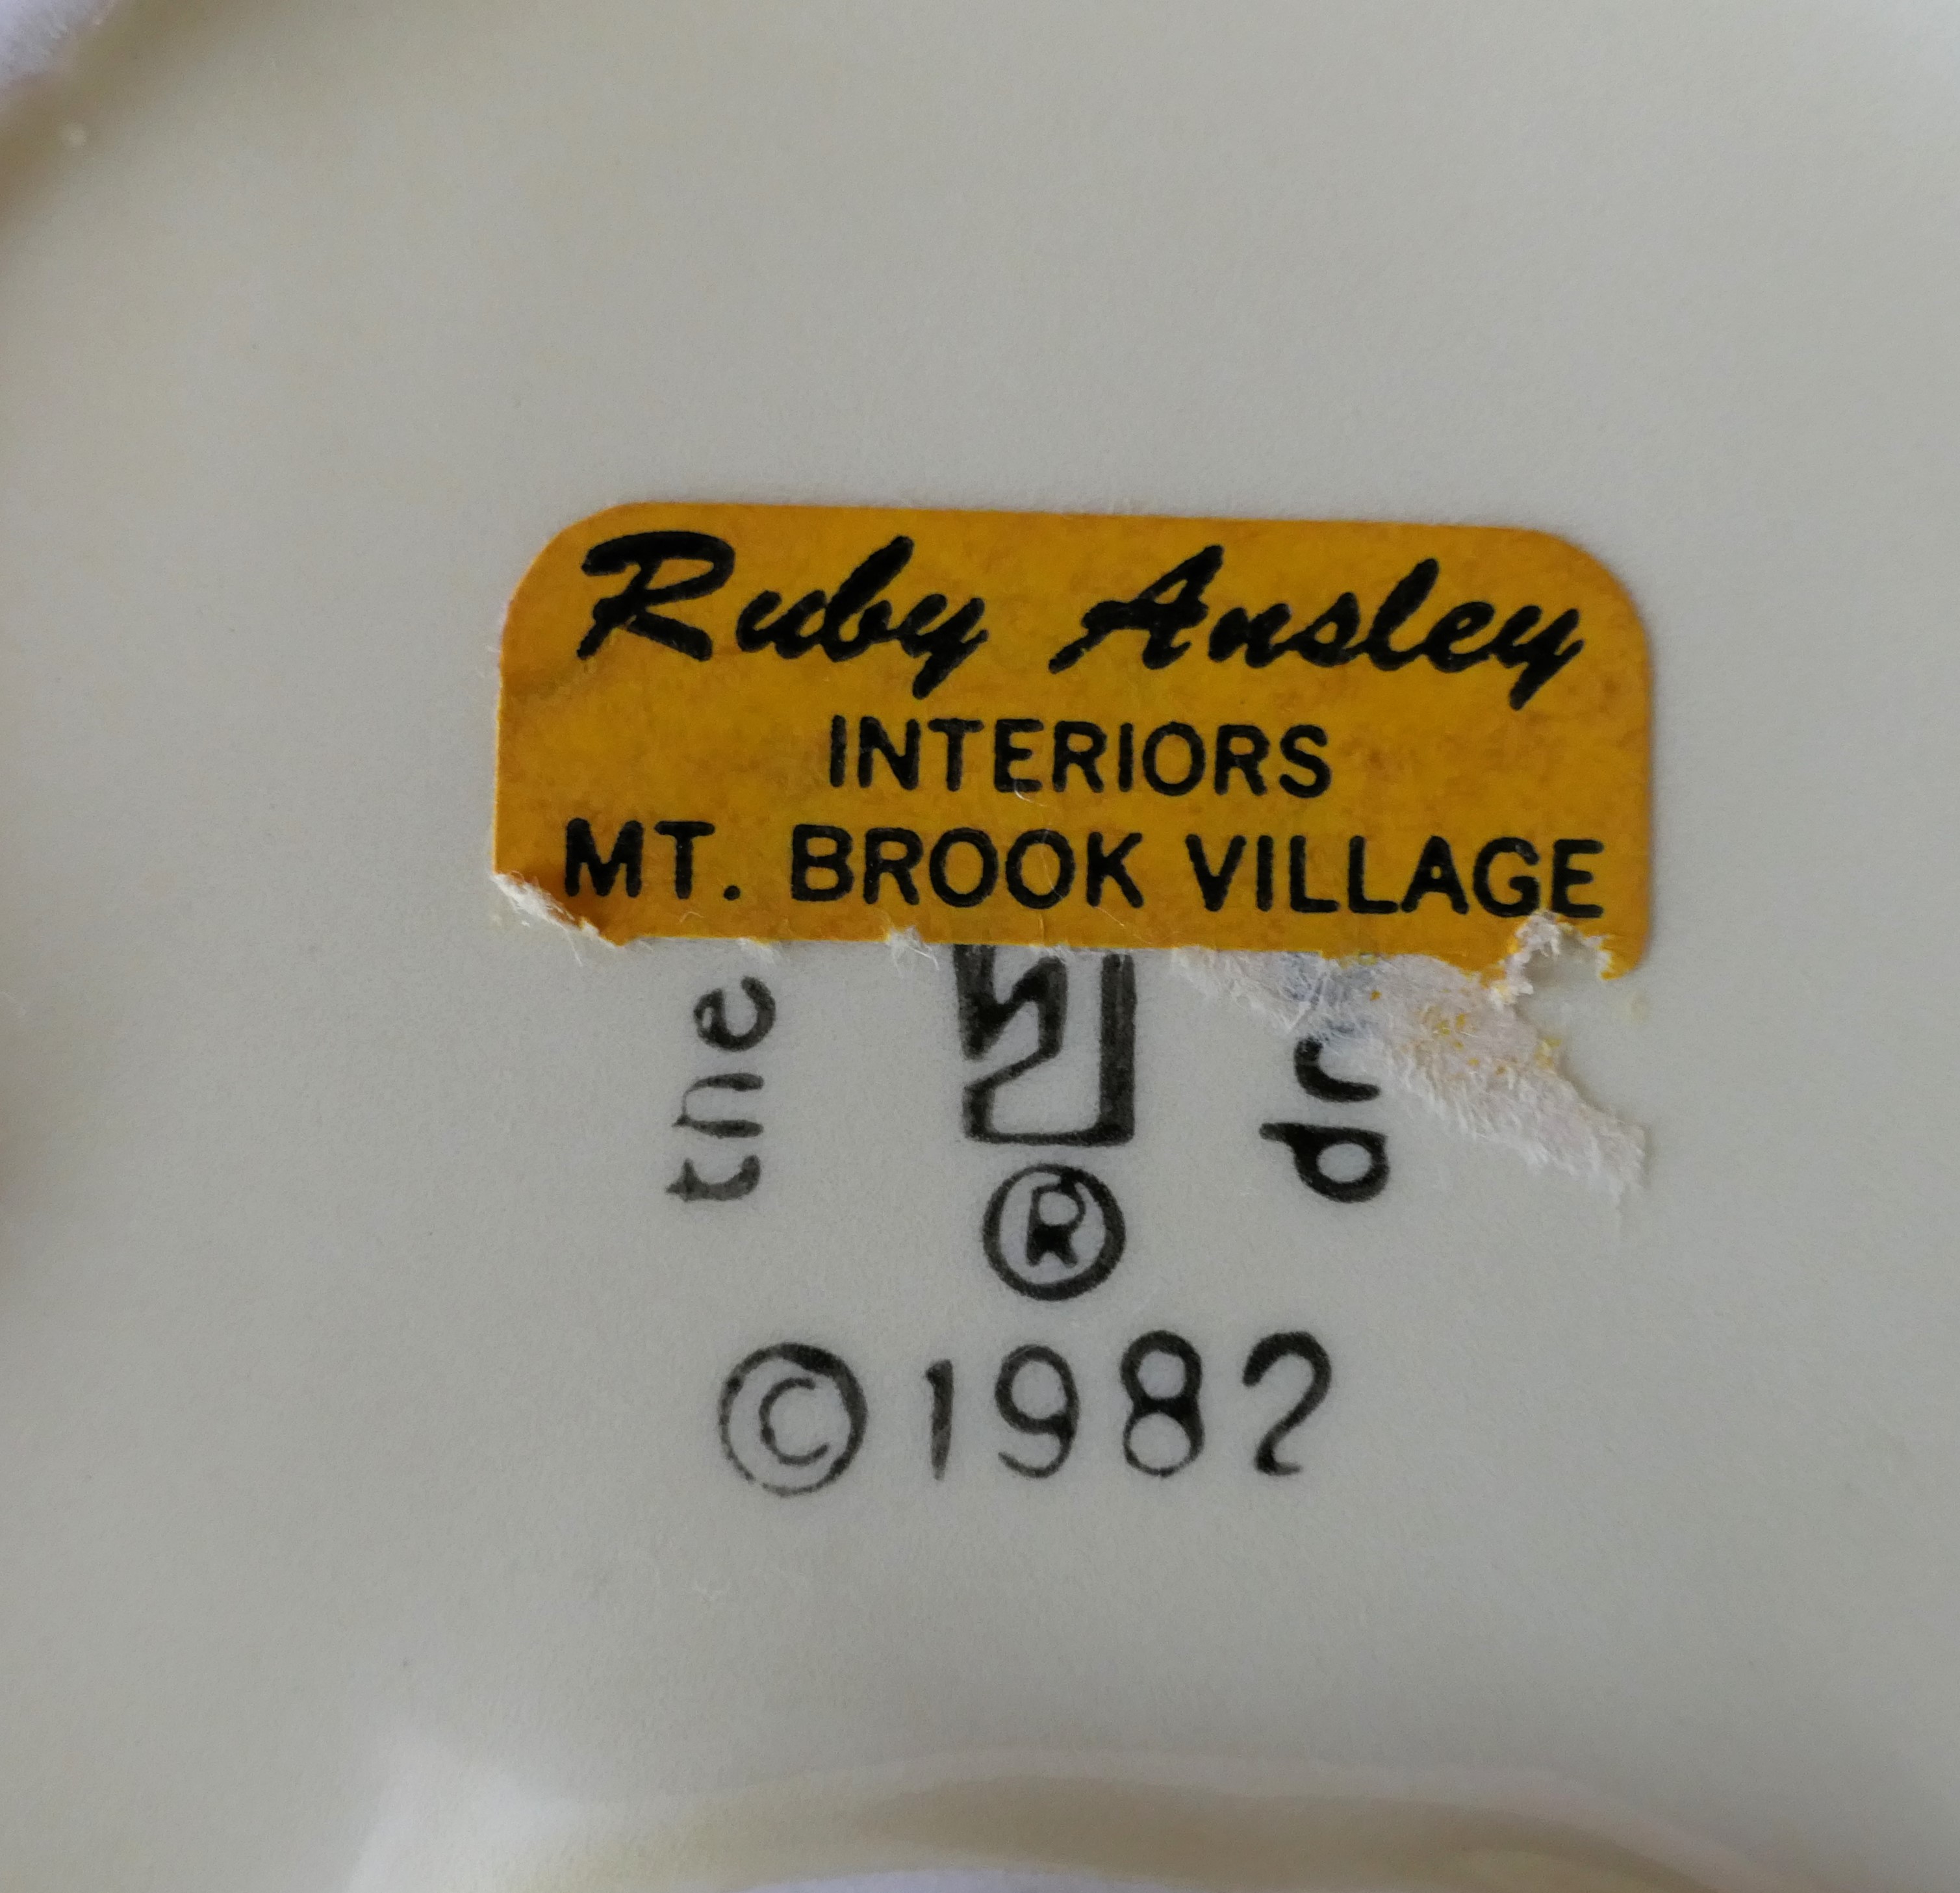 Ruby Ansley
INTERIORS
MT. BROOK VILLAGE
the
®
© 1982